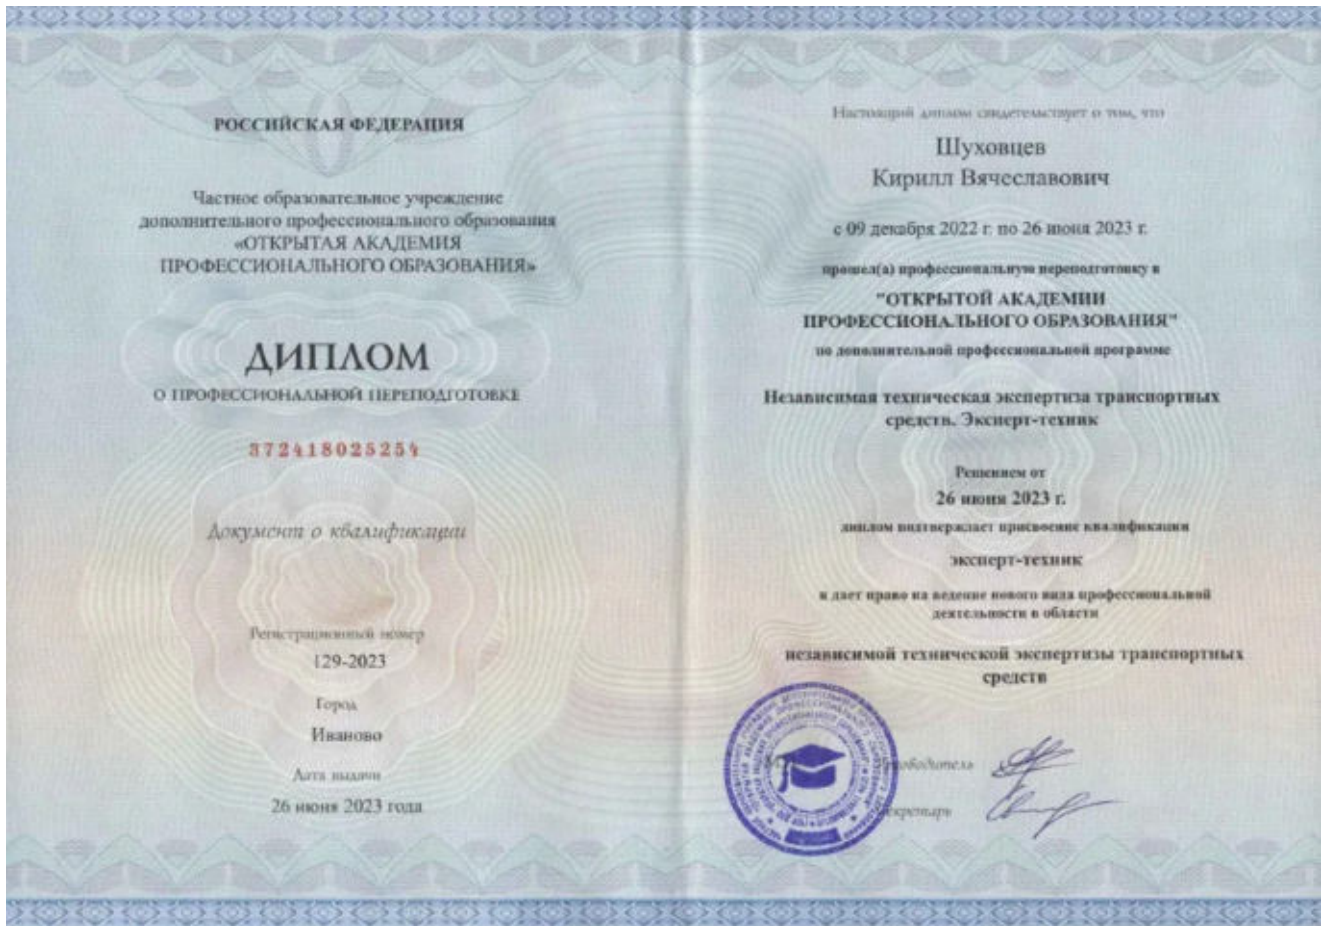 РОССИЙСКАЯ ФЕДЕРАЦИЯ
Частное образовательное учреждение
дополнительного профессионального образования
«ОТКРЫТАЯ АКАДЕМИЯ
ПРОФЕССИОНАЛЬНОГО ОБРАЗОВАНИЯ»
ДИПЛОМ
О ПРОФЕССИОНАЛЬНОЙ ПЕРЕПОДГОТОВКЕ
372418025254
Документ о квалификации
Регистрационный номер
129-2023
Город
Иваново
Дата выдачи
26 июня 2023 года
Настоящий диплом свидетельствует о том, что
Шуховцев
Кирилл Вячеславович
с 09 декабря 2022 г. по 26 июня 2023 г.
прошел(а) профессиональную переподготовку в
"ОТКРЫТОЙ АКАДЕМИИ
ПРОФЕССИОНАЛЬНОГО ОБРАЗОВАНИЯ"
по дополнительной профессиональной программе
Независимая техническая экспертиза транспортных
средств. Эксперт-техник
Решением от
26 июня 2023 г.
диплом подтверждает присвоение квалификации
эксперт-техник
и дает право на ведение нового вида профессиональной
деятельности в области
независимой технической экспертизы транспортных
средств
Руководитель
Секретарь